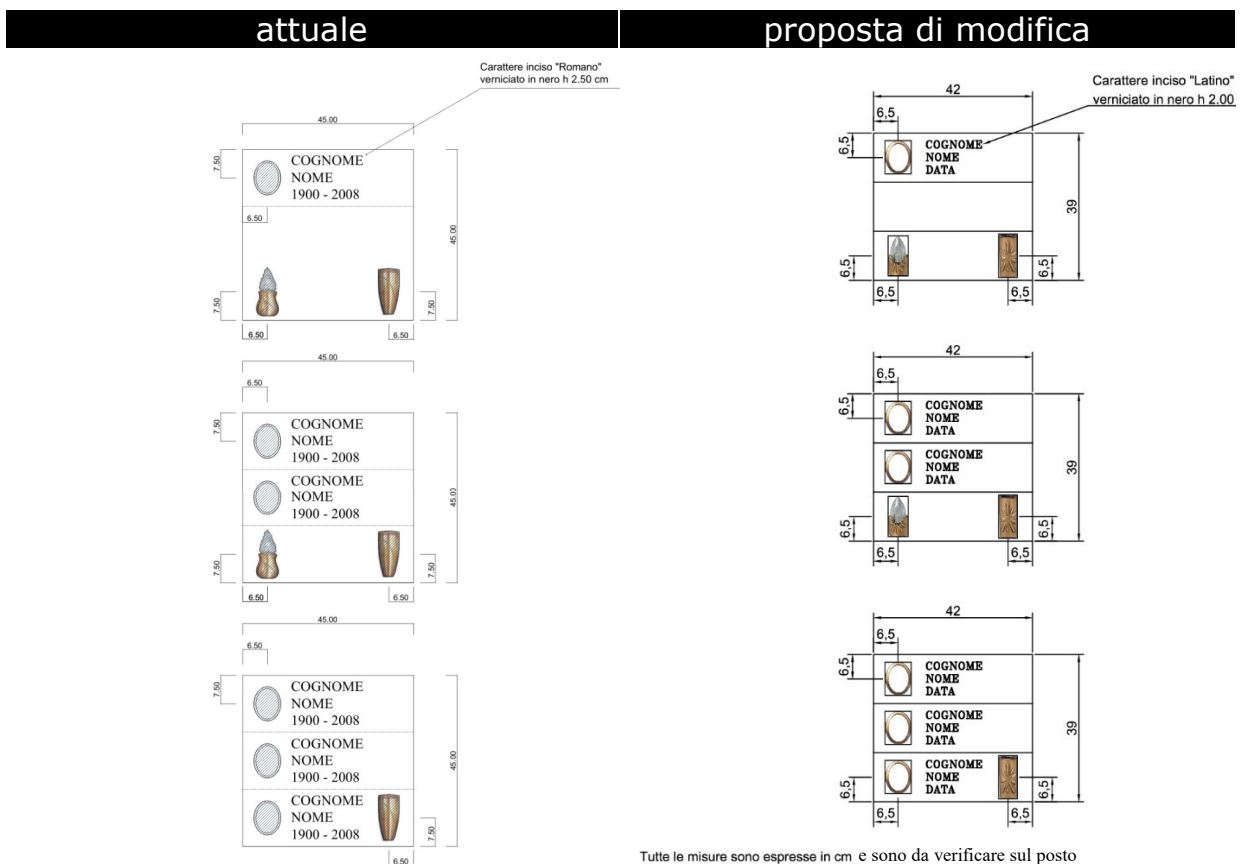 attuale
proposta di modifica
Carattere inciso "Romano"
verniciato in nero h 2.50 cm
45.00
7.50
COGNOME
NOME
1900 - 2008
6.50
45.00
7.50
7.50
6.50
6.50
45.00
6.50
7.50
COGNOME
NOME
1900 - 2008
COGNOME
NOME
1900 - 2008
45.00
7.50
7.50
6.50
6.50
45.00
6.50
7.50
COGNOME
NOME
1900 - 2008
COGNOME
NOME
1900 - 2008
COGNOME
NOME
1900 - 2008
45.00
7.50
6.50
Carattere inciso "Latino"
verniciato in nero h 2.00
42
6,5
6,5
COGNOME
NOME
DATA
39
6,5
6,5
6,5
6,5
42
6,5
6,5
COGNOME
NOME
DATA
COGNOME
NOME
DATA
39
6,5
6,5
6,5
6,5
42
6,5
6,5
COGNOME
NOME
DATA
COGNOME
NOME
DATA
COGNOME
NOME
DATA
39
6,5
6,5
6,5
6,5
Tutte le misure sono espresse in cm e sono da verificare sul posto